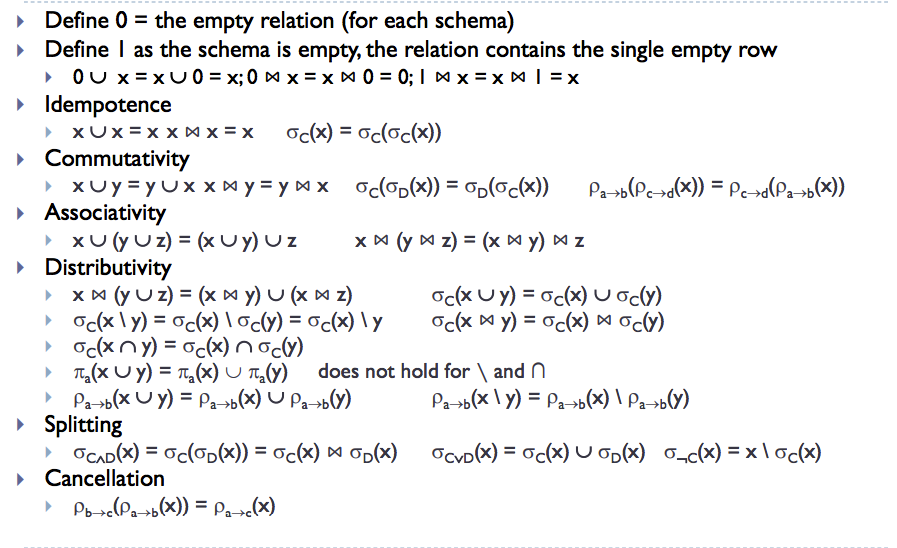 Define 0 = the empty relation (for each schema)
Define 1 as the schema is empty, the relation contains the single empty row
0 ∪ x = x ∪ 0 = x; 0 ⋈ x = x ⋈ 0 = 0; 1 ⋈ x = x ⋈ 1 = x
Idempotence
x ∪ x = x x ⋈ x = x σC(x) = σC(σC(x))
Commutativity
x ∪ y = y ∪ x x ⋈ y = y ⋈ x σC(σD(x)) = σD(σC(x)) ρa→b(ρc→d(x)) = ρc→d(ρa→b(x))
Associativity
x ∪ (y ∪ z) = (x ∪ y) ∪ z x ⋈ (y ⋈ z) = (x ⋈ y) ⋈ z
Distributivity
x ⋈ (y ∪ z) = (x ⋈ y) ∪ (x ⋈ z) σC(x ∪ y) = σC(x) ∪ σC(y)
σC(x \ y) = σC(x) \ σC(y) = σC(x) \ y σC(x ⋈ y) = σC(x) ⋈ σC(y)
σC(x ∩ y) = σC(x) ∩ σC(y)
πa(x ∪ y) = πa(x) ∪ πa(y) does not hold for \ and ∩
ρa→b(x ∪ y) = ρa→b(x) ∪ ρa→b(y) ρa→b(x \ y) = ρa→b(x) \ ρa→b(y)
Splitting
σC∧D(x) = σC(σD(x)) = σC(x) ⋈ σD(x) σC∨D(x) = σC(x) ∪ σD(x) σ¬C(x) = x \ σC(x)
Cancellation
ρb→c(ρa→b(x)) = ρa→c(x)